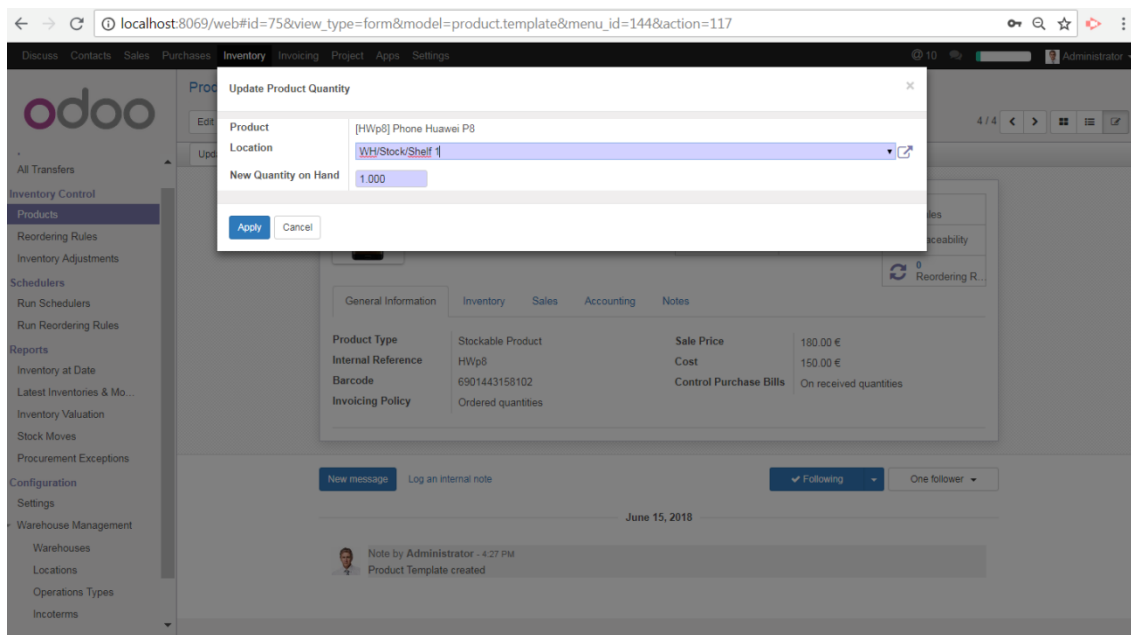 localhost:8069/web#id=75&view_type=form&model=product.template&menu_id=144&action=117
Discuss Contacts Sales Purchases Inventory Invoicing Project Apps Settings
@ 10
Administrator
odoo
Update Product Quantity
×
Product [HWp8] Phone Huawei P8
Location WH/Stock/Shelf 1
New Quantity on Hand 1.000
Apply Cancel
Edit
4 / 4
All Transfers
Inventory Control
Products
Reordering Rules
Inventory Adjustments
Schedulers
Run Schedulers
Run Reordering Rules
Reports
Inventory at Date
Latest Inventories & Mo...
Inventory Valuation
Stock Moves
Procurement Exceptions
Configuration
Settings
Warehouse Management
Warehouses
Locations
Operations Types
Incoterms
0
Reordering R...
General Information Inventory Sales Accounting Notes
Product Type Stockable Product Sale Price 180.00 €
Internal Reference HWp8 Cost 150.00 €
Barcode 6901443158102 Control Purchase Bills On received quantities
Invoicing Policy Ordered quantities
New message Log an internal note Following One follower
June 15, 2018
Note by Administrator - 4:27 PM
Product Template created